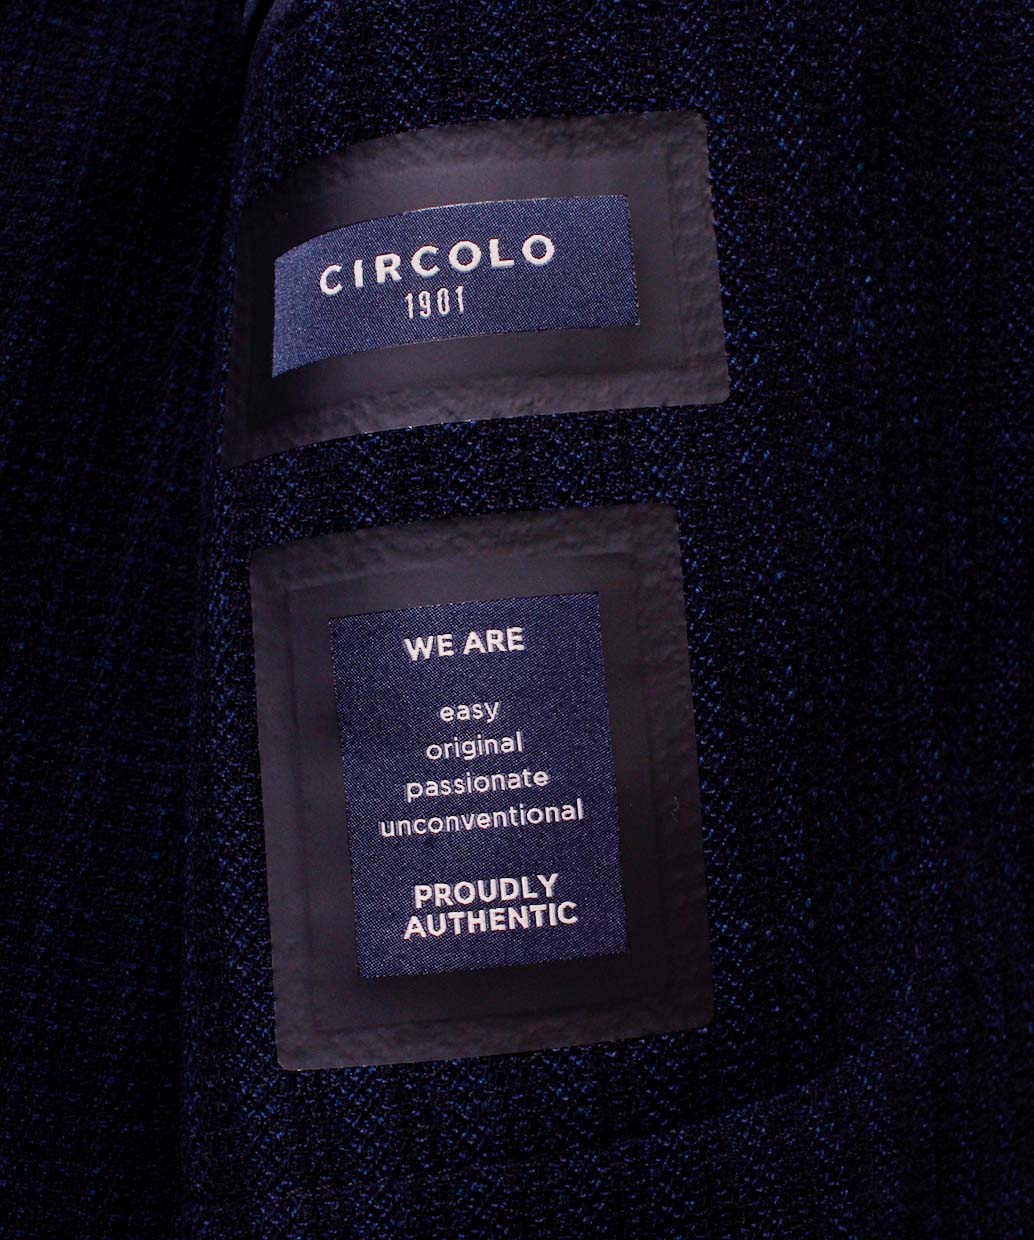 CIRCOLO
1901
WE ARE
easy
original
passionate
unconventional
PROUDLY
AUTHENTIC